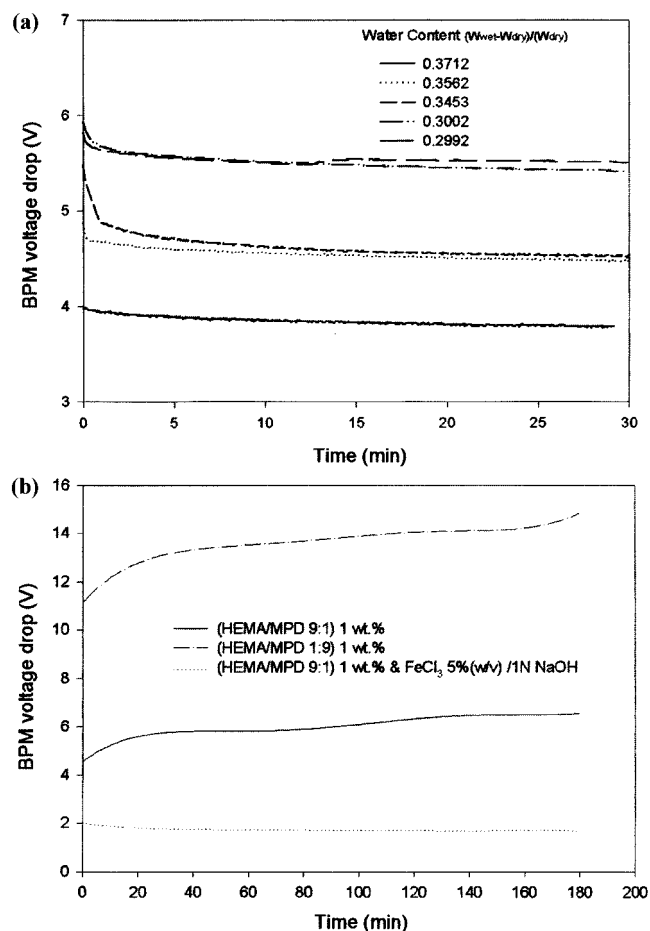 (a)
7
6
5
4
3
BPM voltage drop (V)
Water Content (Wwet-Wdry)/(Wdry)
0.3712
0.3562
0.3453
0.3002
0.2992
0 5 10 15 20 25 30
Time (min)
(b)
16
14
12
10
8
6
4
2
0
BPM voltage drop (V)
(HEMA/MPD 9:1) 1 wt.%
(HEMA/MPD 1:9) 1 wt.%
(HEMA/MPD 9:1) 1 wt.% & FeCl₃ 5%(w/v) /1N NaOH
0 20 40 60 80 100 120 140 160 180 200
Time (min)